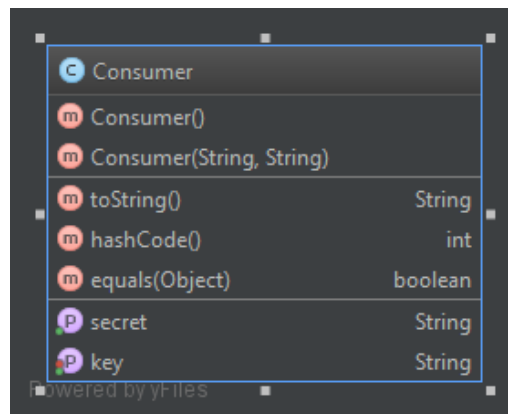 C Consumer
m Consumer()
m Consumer(String, String)
m toString() String
m hashCode() int
m equals(Object) boolean
P secret String
P key String
Powered by yFiles